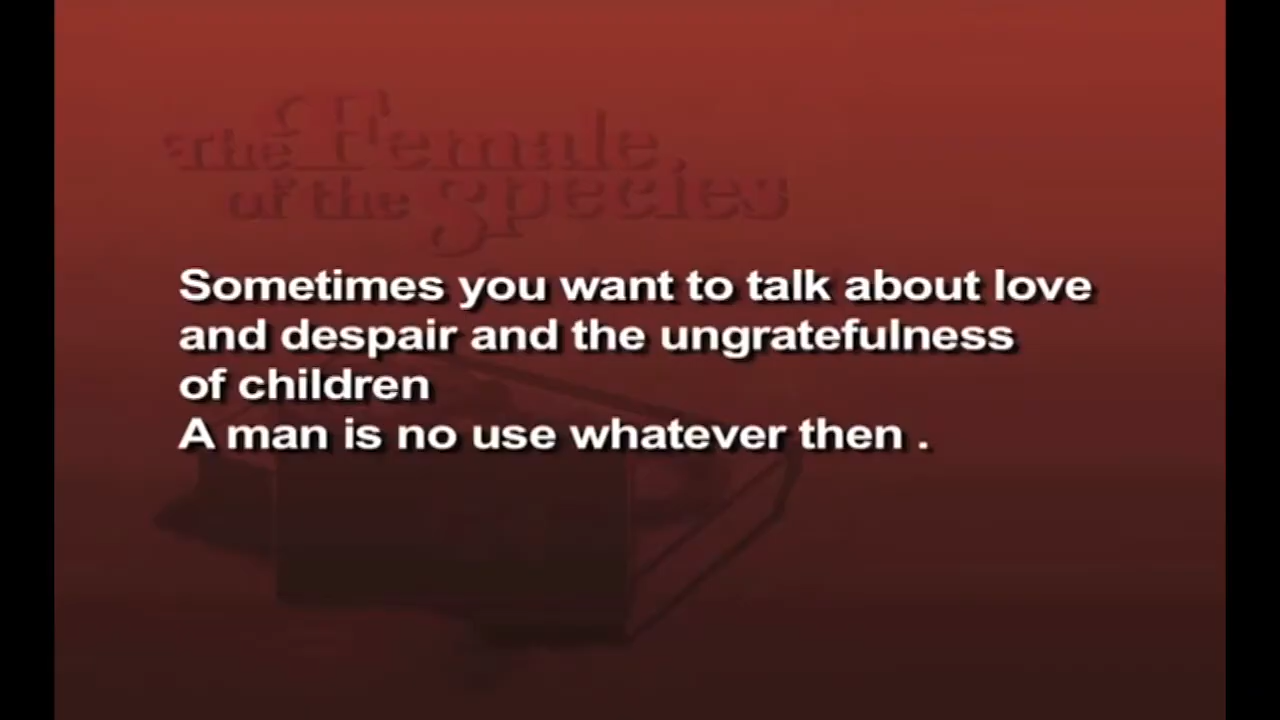 The Female
of the Species
Sometimes you want to talk about love
and despair and the ungratefulness
of children
A man is no use whatever then .